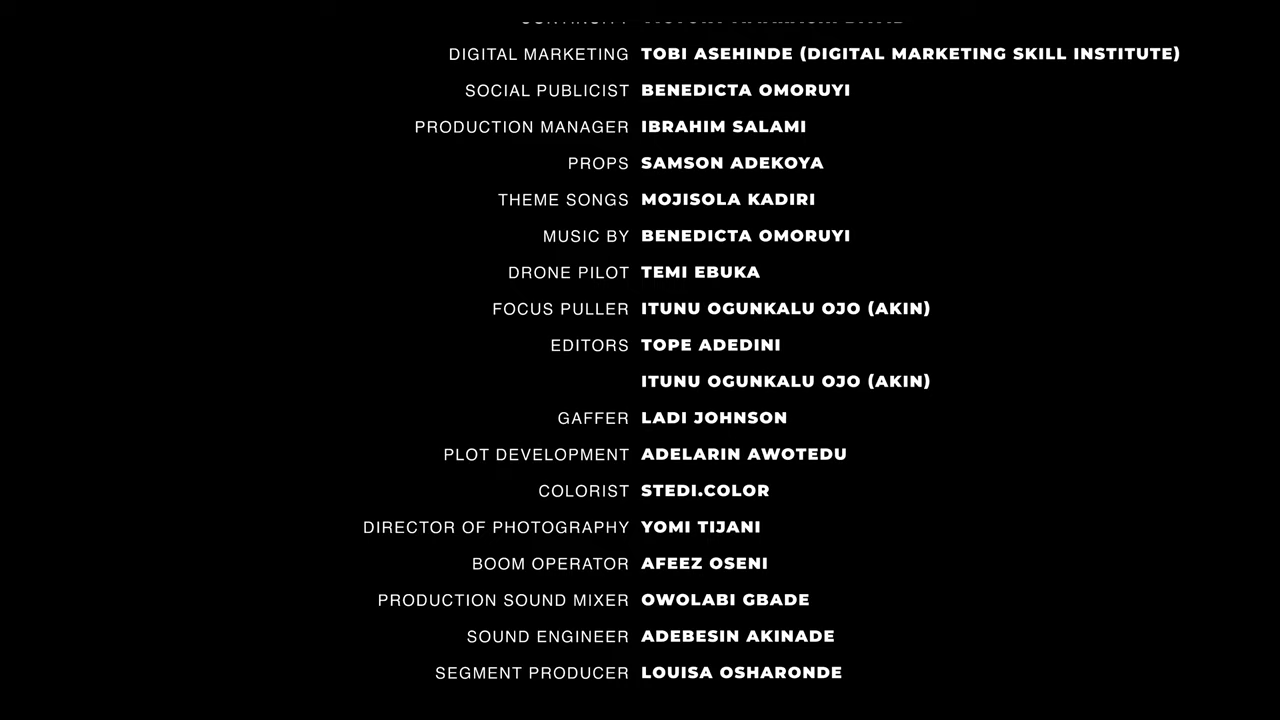 DIGITAL MARKETING TOBI ASEHINDE (DIGITAL MARKETING SKILL INSTITUTE)
SOCIAL PUBLICIST BENEDICTA OMORUYI
PRODUCTION MANAGER IBRAHIM SALAMI
PROPS SAMSON ADEKOYA
THEME SONGS MOJISOLA KADIRI
MUSIC BY BENEDICTA OMORUYI
DRONE PILOT TEMI EBUKA
FOCUS PULLER ITUNU OGUNKALU OJO (AKIN)
EDITORS TOPE ADEDINI
ITUNU OGUNKALU OJO (AKIN)
GAFFER LADI JOHNSON
PLOT DEVELOPMENT ADELARIN AWOTEDU
COLORIST STEDI.COLOR
DIRECTOR OF PHOTOGRAPHY YOMI TIJANI
BOOM OPERATOR AFEEZ OSENI
PRODUCTION SOUND MIXER OWOLABI GBADE
SOUND ENGINEER ADEBESIN AKINADE
SEGMENT PRODUCER LOUISA OSHARONDE